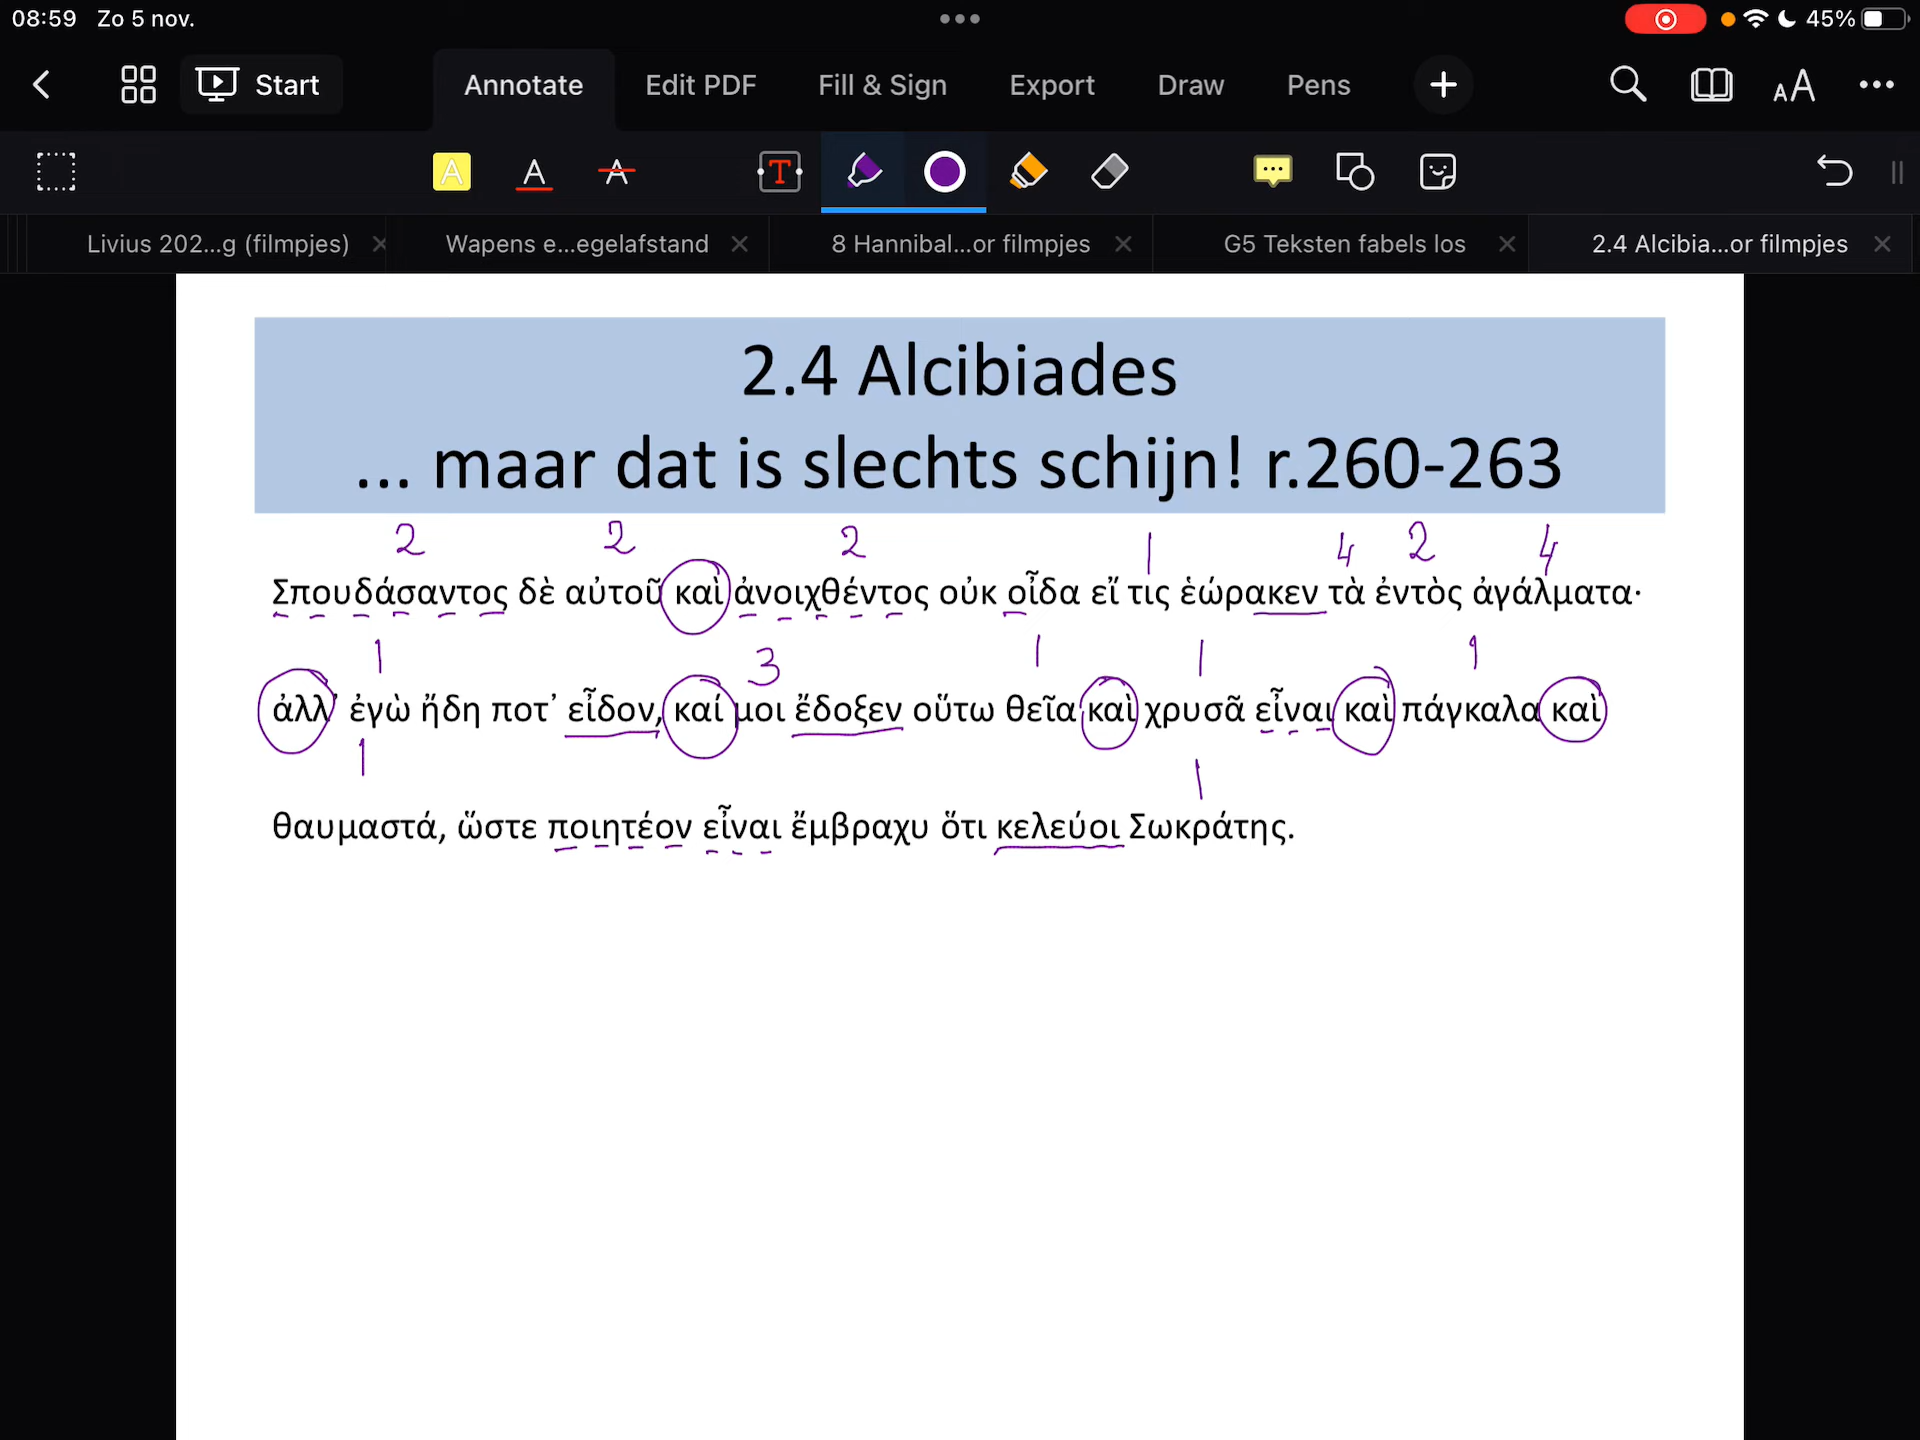 08:59 Zo 5 nov.
45%
Start Annotate Edit PDF Fill & Sign Export Draw Pens
Livius 202...g (filmpjes) Wapens e...egelafstand 8 Hannibal...or filmpjes G5 Teksten fabels los 2.4 Alcibia...or filmpjes
2.4 Alcibiades
... maar dat is slechts schijn! r.260-263
2 2 2 1 4 2 4
Σπουδάσαντος δὲ αὐτοῦ καὶ ἀνοιχθέντος οὐκ οἶδα εἴ τις ἑώρακεν τὰ ἐντὸς ἀγάλματα·
1 3 1 1 1
ἀλλ᾽ ἐγὼ ἤδη ποτ᾽ εἶδον, καί μοι ἔδοξεν οὕτω θεῖα καὶ χρυσᾶ εἶναι καὶ πάγκαλα καὶ
1 1
θαυμαστά, ὥστε ποιητέον εἶναι ἔμβραχυ ὅτι κελεύοι Σωκράτης.